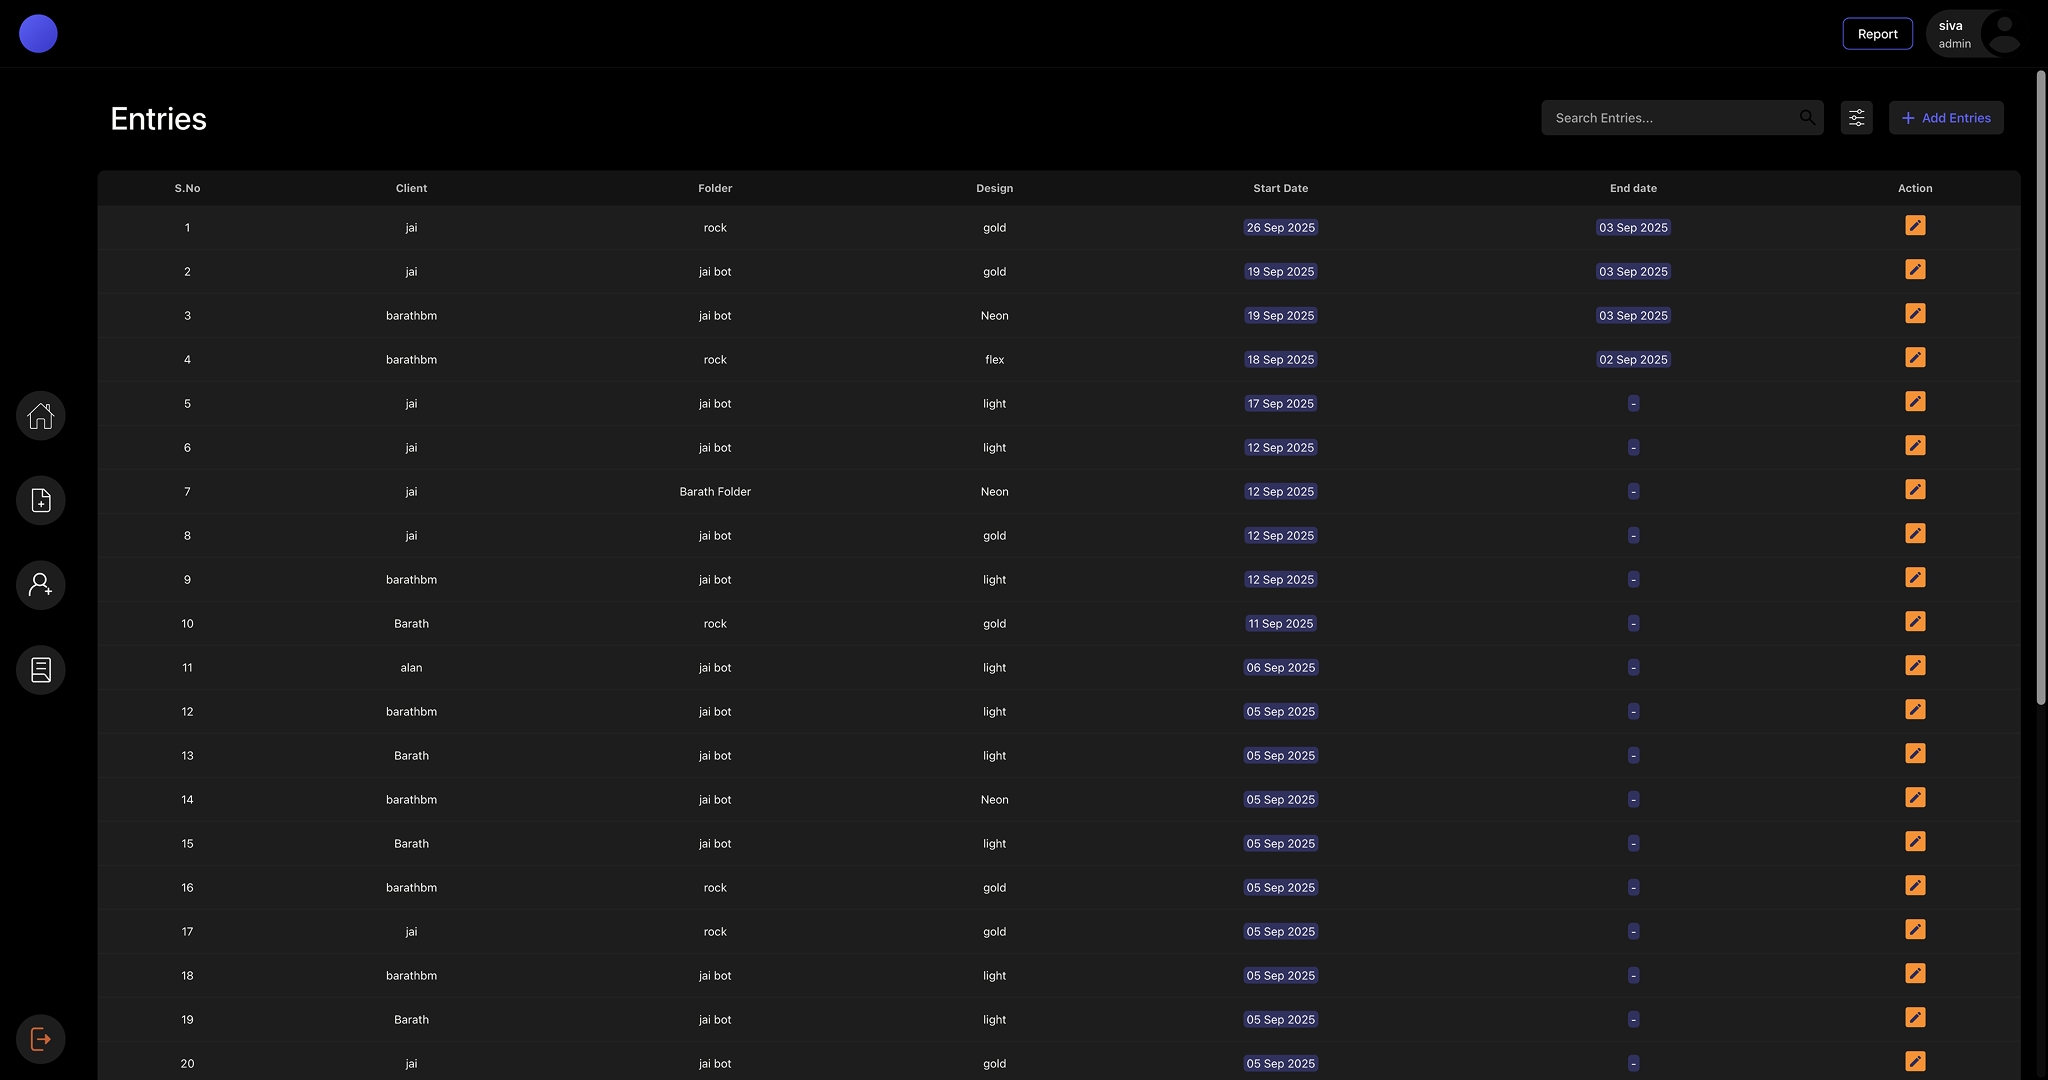 Report
siva
admin
Entries
Search Entries...
Add Entries
S.No Client Folder Design Start Date End date Action
1 jai rock gold 26 Sep 2025 03 Sep 2025
2 jai jai bot gold 19 Sep 2025 03 Sep 2025
3 barathbm jai bot Neon 19 Sep 2025 03 Sep 2025
4 barathbm rock flex 18 Sep 2025 02 Sep 2025
5 jai jai bot light 17 Sep 2025 -
6 jai jai bot light 12 Sep 2025 -
7 jai Barath Folder Neon 12 Sep 2025 -
8 jai jai bot gold 12 Sep 2025 -
9 barathbm jai bot light 12 Sep 2025 -
10 Barath rock gold 11 Sep 2025 -
11 alan jai bot light 06 Sep 2025 -
12 barathbm jai bot light 05 Sep 2025 -
13 Barath jai bot light 05 Sep 2025 -
14 barathbm jai bot Neon 05 Sep 2025 -
15 Barath jai bot light 05 Sep 2025 -
16 barathbm rock gold 05 Sep 2025 -
17 jai rock gold 05 Sep 2025 -
18 barathbm jai bot light 05 Sep 2025 -
19 Barath jai bot light 05 Sep 2025 -
20 jai jai bot gold 05 Sep 2025 -